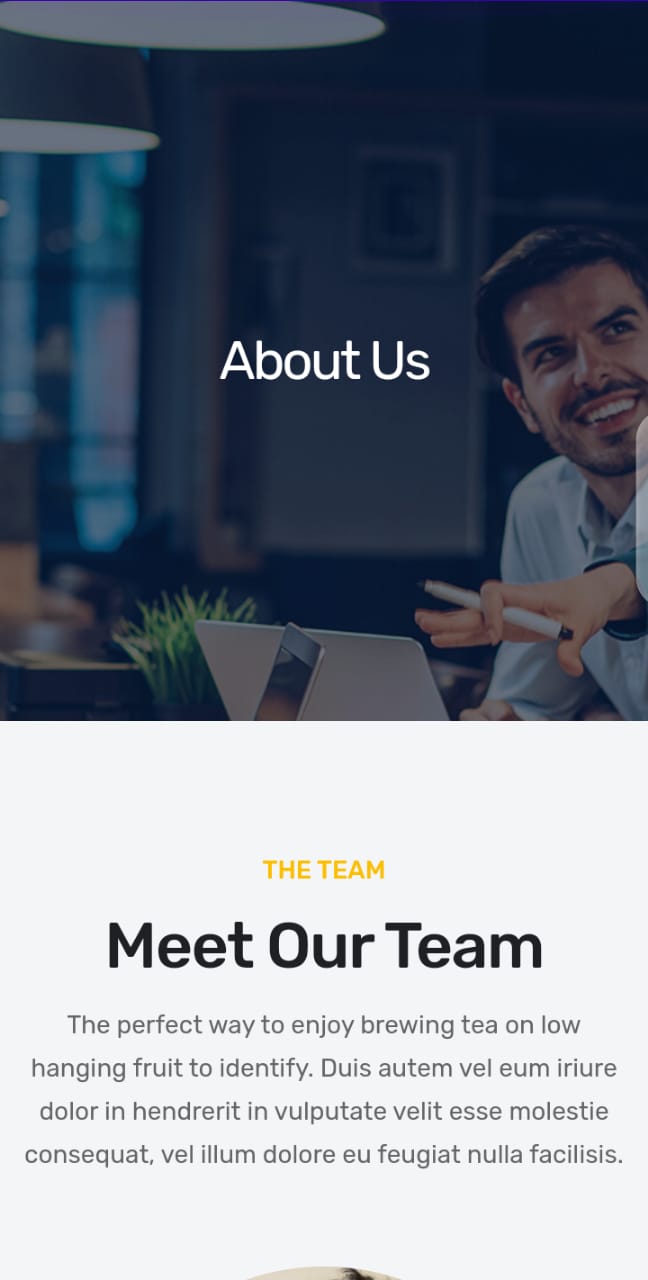 About Us
THE TEAM
Meet Our Team
The perfect way to enjoy brewing tea on low
hanging fruit to identify. Duis autem vel eum iriure
dolor in hendrerit in vulputate velit esse molestie
consequat, vel illum dolore eu feugiat nulla facilisis.